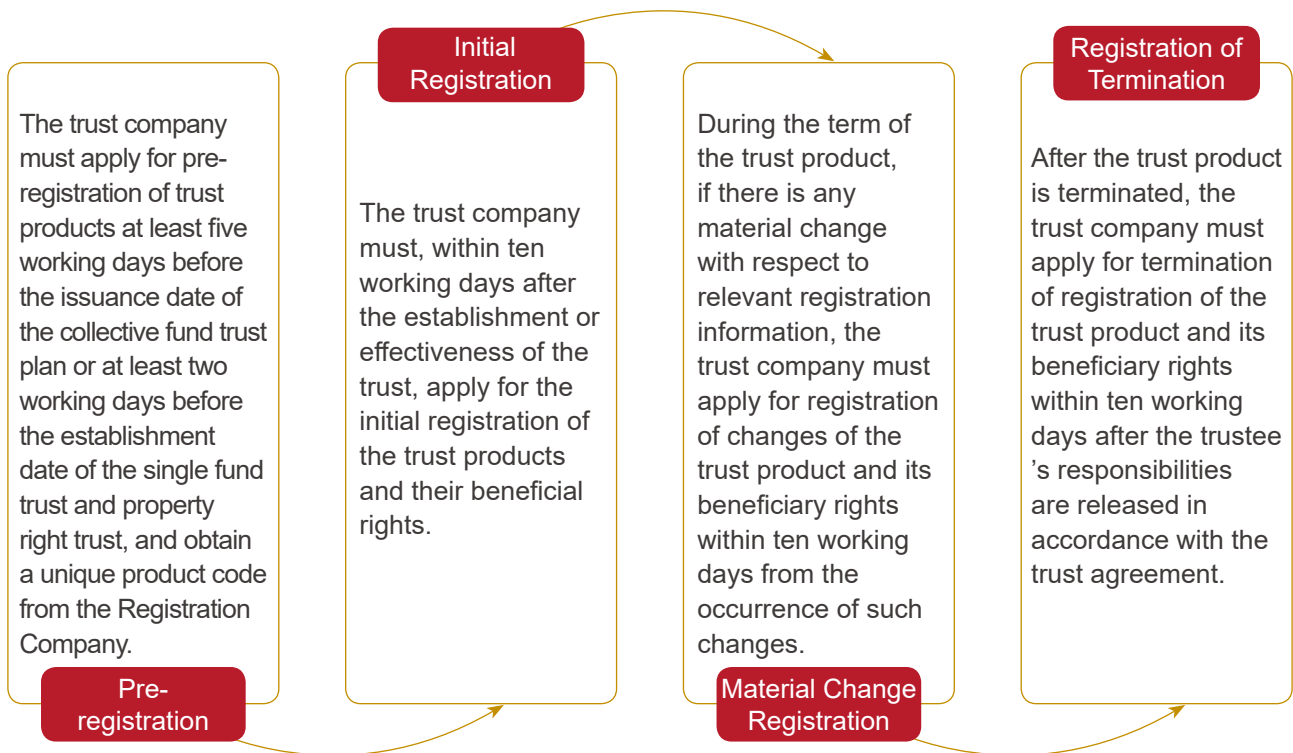 The trust company
must apply for pre-
registration of trust
products at least five
working days before
the issuance date of
the collective fund trust
plan or at least two
working days before
the establishment
date of the single fund
trust and property
right trust, and obtain
a unique product code
from the Registration
Company.
Pre-
registration
Initial
Registration
The trust company
must, within ten
working days after
the establishment or
effectiveness of the
trust, apply for the
initial registration of
the trust products
and their beneficial
rights.
During the term of
the trust product,
if there is any
material change
with respect to
relevant registration
information, the
trust company must
apply for registration
of changes of the
trust product and its
beneficiary rights
within ten working
days from the
occurrence of such
changes.
Material Change
Registration
Registration of
Termination
After the trust product
is terminated, the
trust company must
apply for termination
of registration of the
trust product and its
beneficiary rights
within ten working
days after the trustee
's responsibilities
are released in
accordance with the
trust agreement.